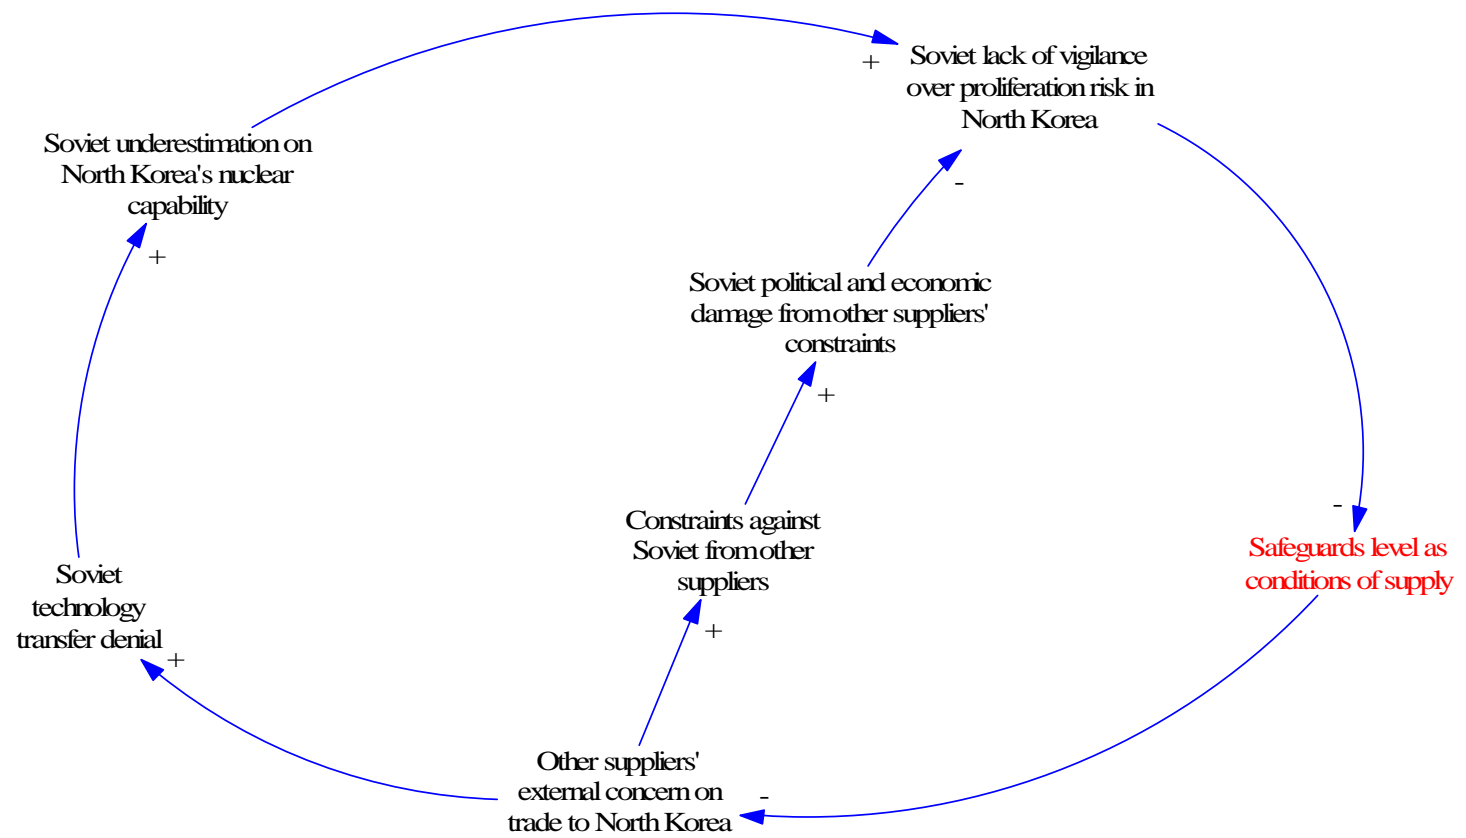 Soviet lack of vigilance
over proliferation risk in
North Korea
+
Soviet underestimation on
North Korea's nuclear
capability
+
-
Soviet political and economic
damage from other suppliers'
constraints
+
Constraints against
Soviet from other
suppliers
+
-
Safeguards level as
conditions of supply
Soviet
technology
transfer denial
+
Other suppliers'
external concern on
trade to North Korea
-